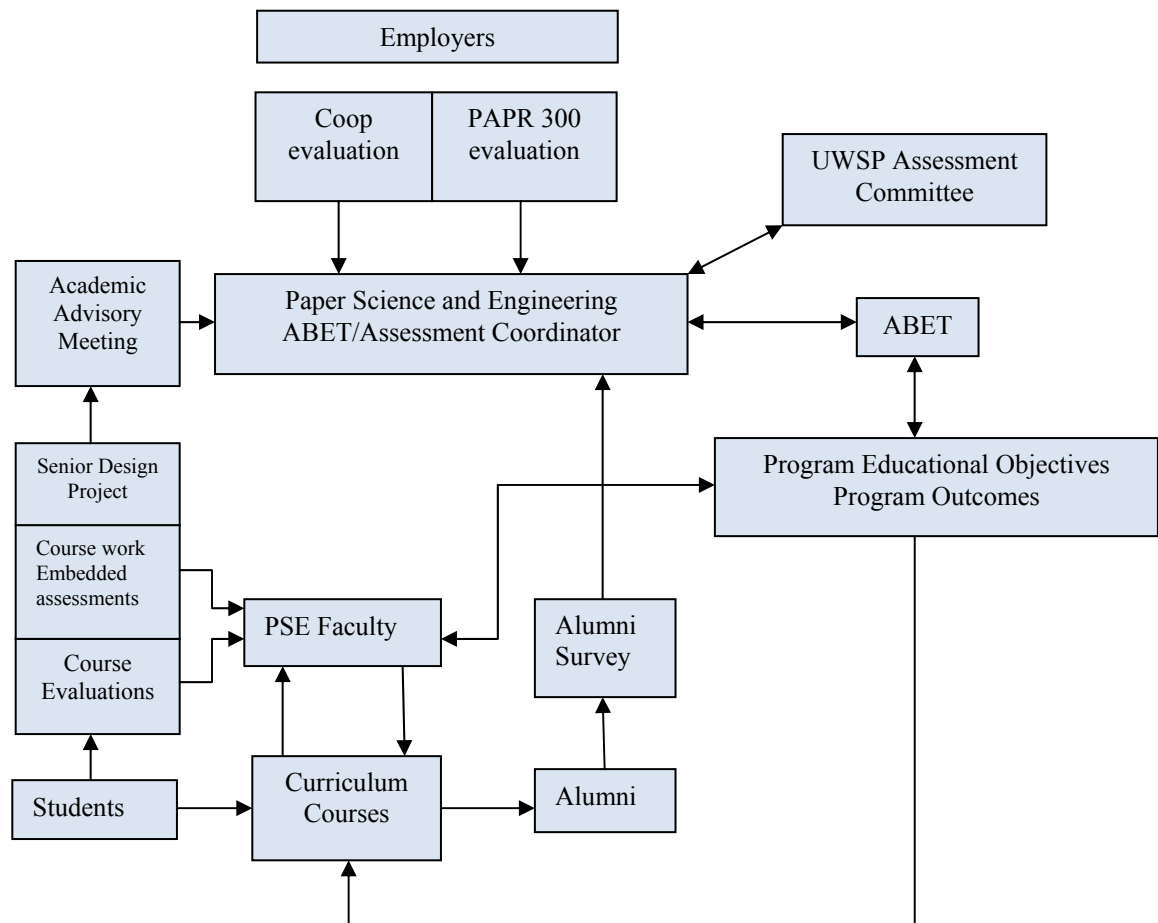 Employers
Coop
evaluation
PAPR 300
evaluation
UWSP Assessment
Committee
Academic
Advisory
Meeting
Paper Science and Engineering
ABET/Assessment Coordinator
ABET
Senior Design
Project
Program Educational Objectives
Program Outcomes
Course work
Embedded
assessments
PSE Faculty
Alumni
Survey
Course
Evaluations
Students
Curriculum
Courses
Alumni